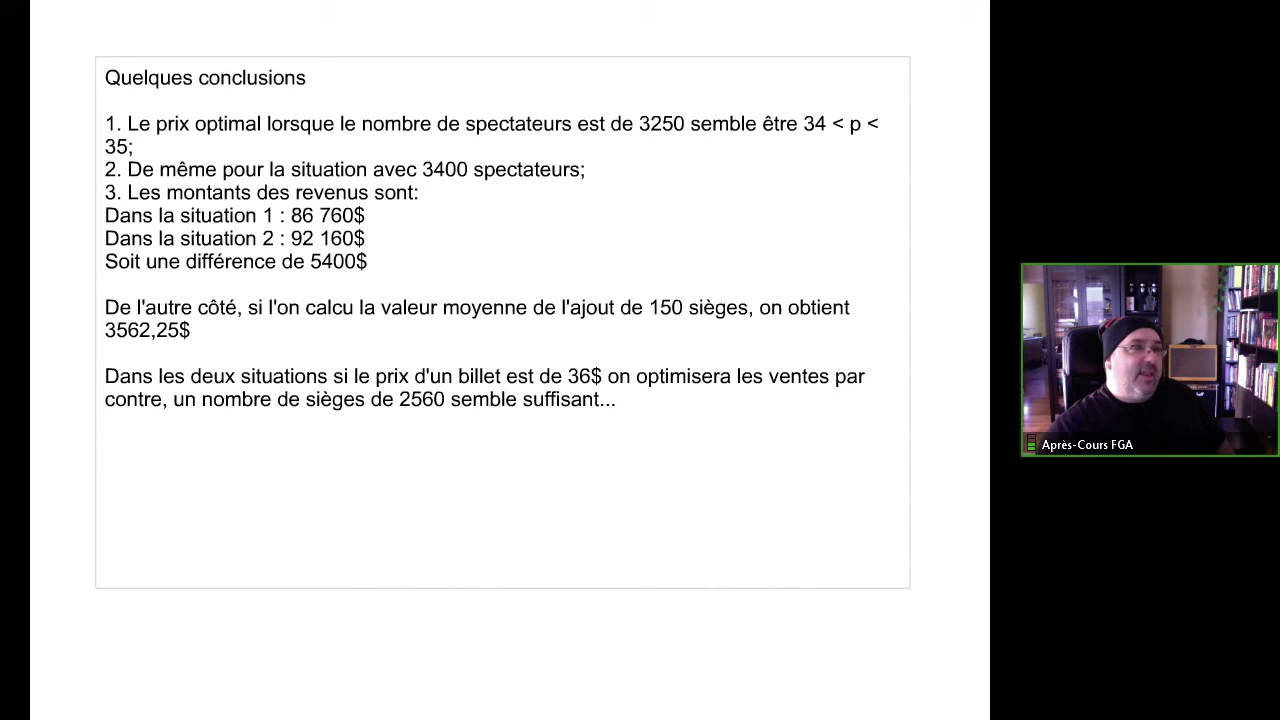 Quelques conclusions
1. Le prix optimal lorsque le nombre de spectateurs est de 3250 semble être 34 < p <
35;
2. De même pour la situation avec 3400 spectateurs;
3. Les montants des revenus sont:
Dans la situation 1 : 86 760$
Dans la situation 2 : 92 160$
Soit une différence de 5400$
De l'autre côté, si l'on calcu la valeur moyenne de l'ajout de 150 sièges, on obtient
3562,25$
Dans les deux situations si le prix d'un billet est de 36$ on optimisera les ventes par
contre, un nombre de sièges de 2560 semble suffisant...
Après-Cours FGA